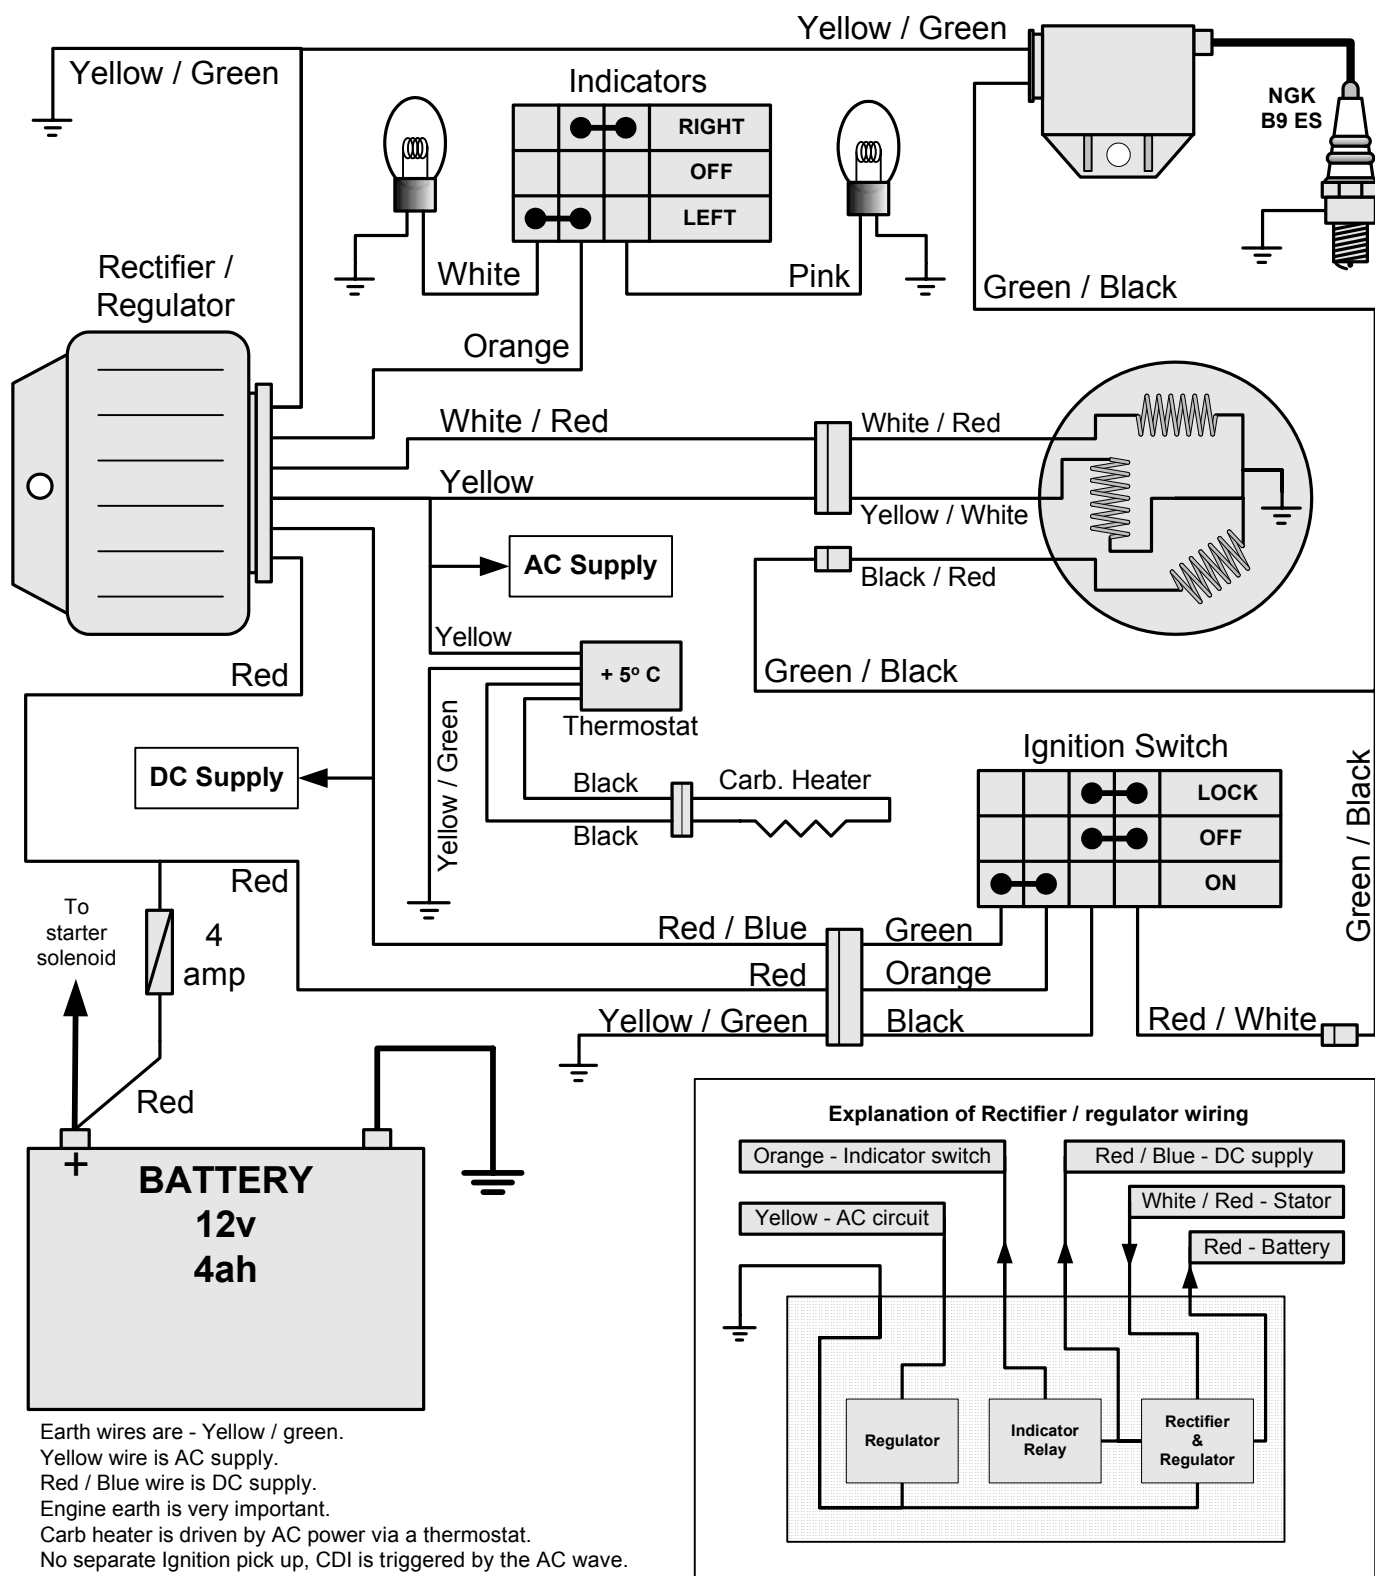 Yellow / Green
Yellow / Green
Indicators
NGK
B9 ES
RIGHT
OFF
LEFT
Rectifier /
Regulator
White
Pink
Green / Black
Orange
White / Red
White / Red
Yellow
Yellow / White
AC Supply
Black / Red
Yellow
+ 5º C
Thermostat
Green / Black
Red
Yellow / Green
DC Supply
Ignition Switch
Black
Carb. Heater
Black
LOCK
OFF
ON
Green / Black
Red
To
starter
solenoid
4
amp
Red / Blue
Green
Red
Orange
Yellow / Green
Black
Red / White
Red
+
BATTERY
12v
4ah
Explanation of Rectifier / regulator wiring
Orange - Indicator switch
Red / Blue - DC supply
Yellow - AC circuit
White / Red - Stator
Red - Battery
Regulator
Indicator
Relay
Rectifier
&
Regulator
Earth wires are - Yellow / green.
Yellow wire is AC supply.
Red / Blue wire is DC supply.
Engine earth is very important.
Carb heater is driven by AC power via a thermostat.
No separate Ignition pick up, CDI is triggered by the AC wave.